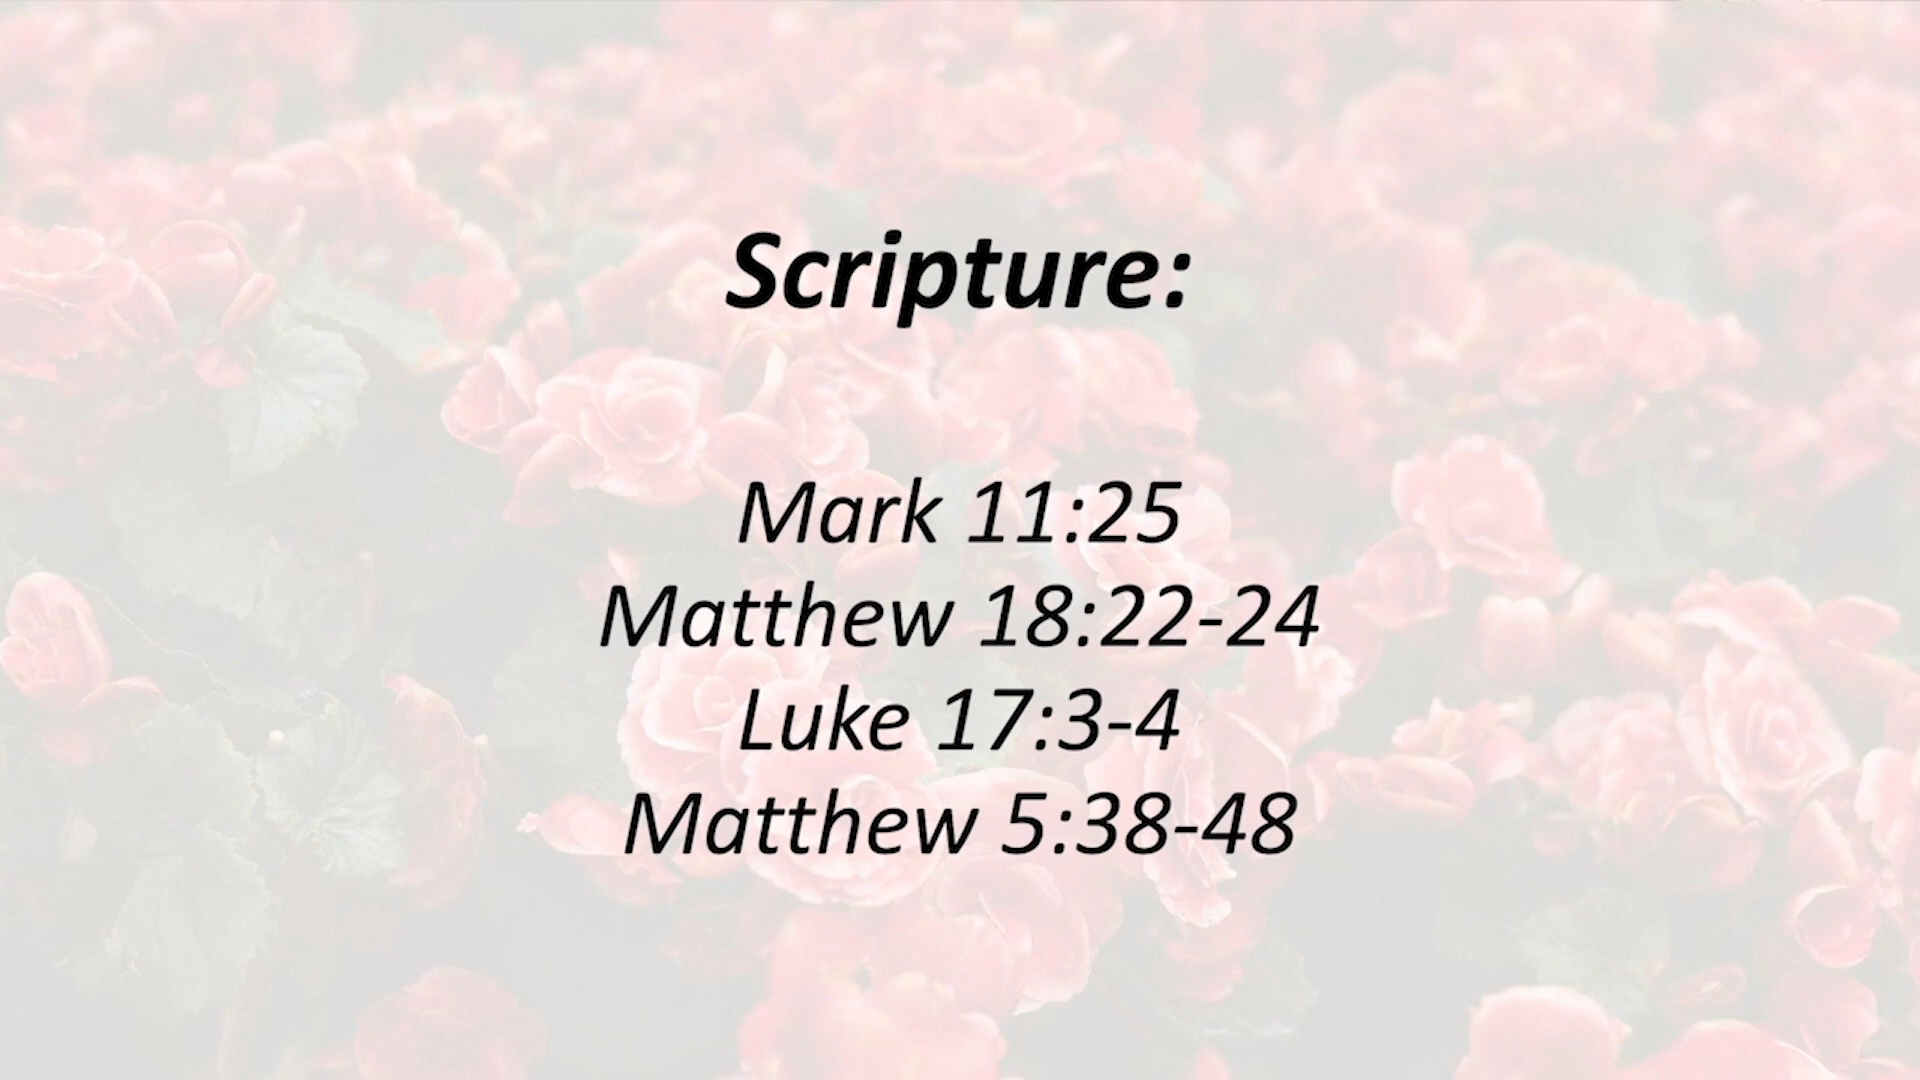 Scripture:
Mark 11:25
Matthew 18:22-24
Luke 17:3-4
Matthew 5:38-48